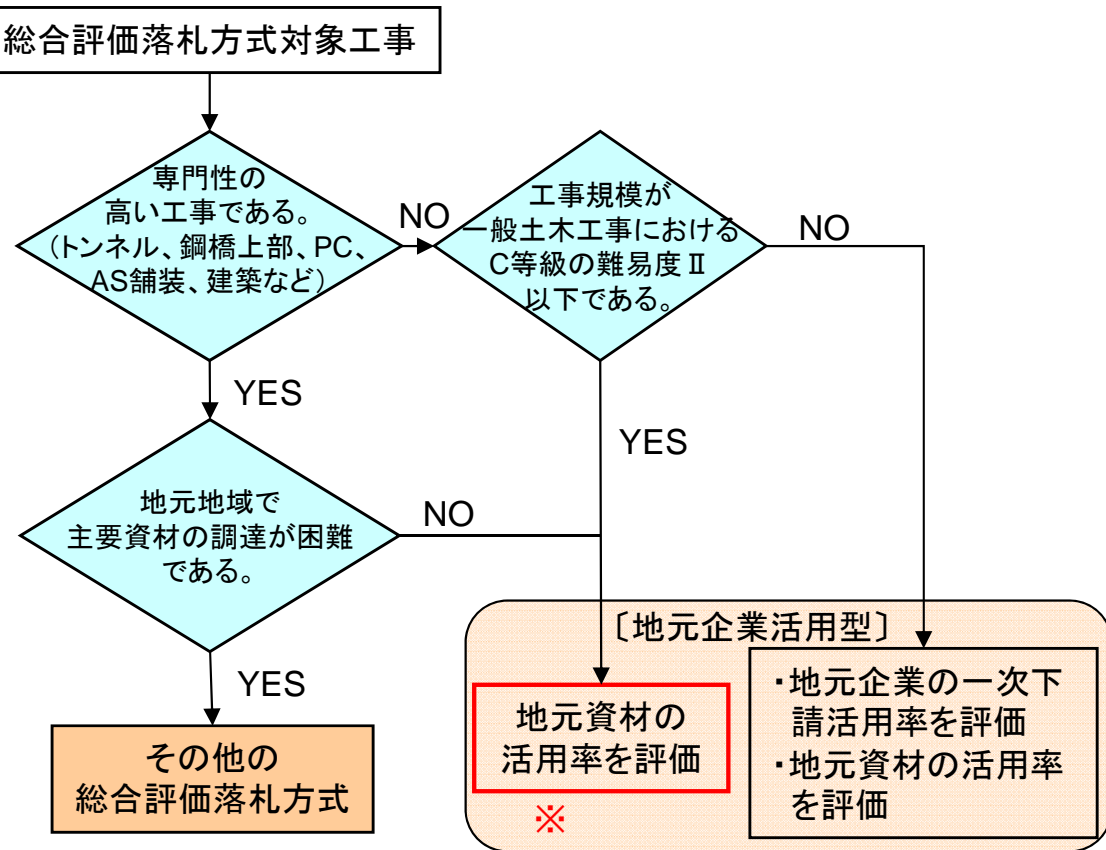 総合評価落札方式対象工事
専門性の
高い工事である。
(トンネル、鋼橋上部、PC、
AS舗装、建築など)
NO
工事規模が
一般土木工事における
C等級の難易度Ⅱ
以下である。
NO
YES
YES
地元地域で
主要資材の調達が困難
である。
NO
YES
その他の
総合評価落札方式
〔地元企業活用型〕
地元資材の
活用率を評価
※
・地元企業の一次下
請活用率を評価
・地元資材の活用率
を評価